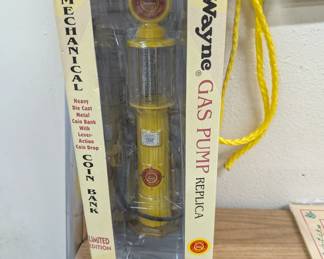 MECHANICAL
COIN BANK
Heavy
Die Cast
Metal
Coin Bank
With
Lever-
Action
Coin Drop
LIMITED
EDITION
Wayne®
GAS PUMP
REPLICA